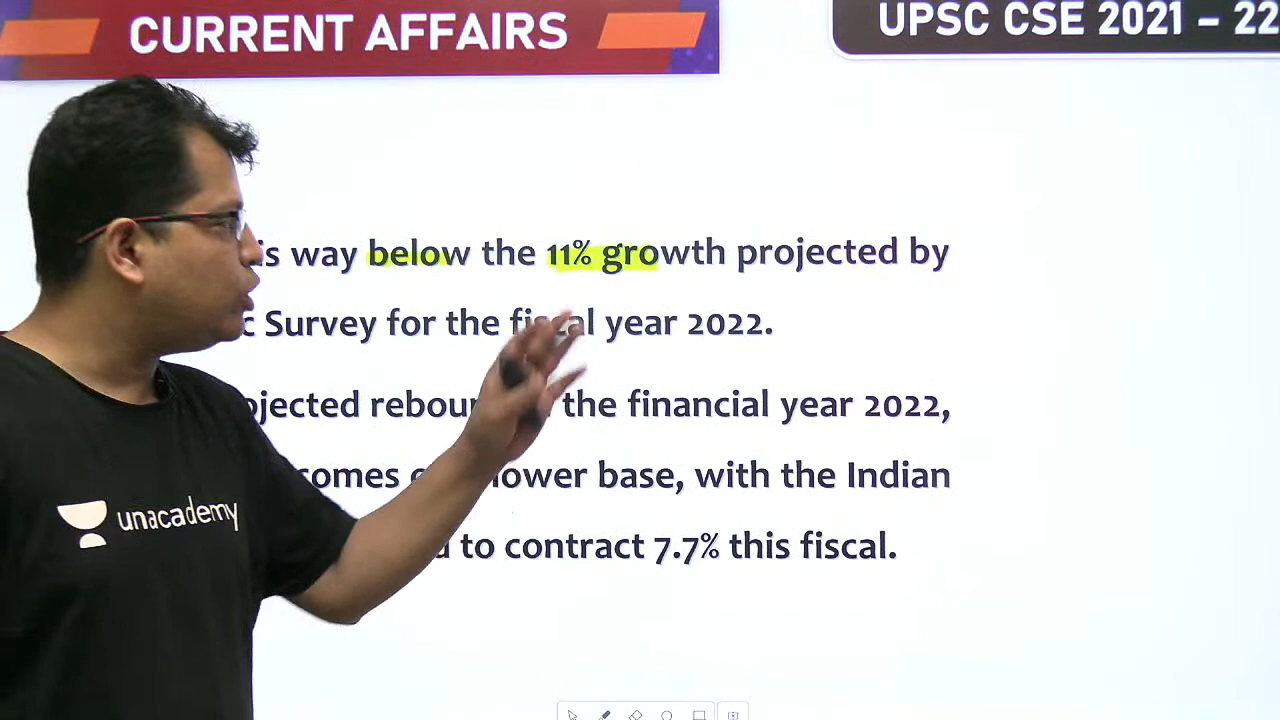 CURRENT AFFAIRS
UPSC CSE 2021 – 22
is way below the 11% growth projected by
Survey for the fiscal year 2022.
the financial year 2022,
lower base, with the Indian
to contract 7.7% this fiscal.
unacademy